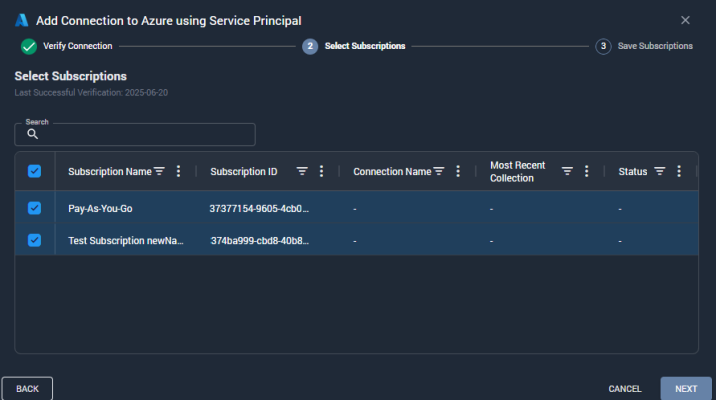 Add Connection to Azure using Service Principal
Verify Connection
2 Select Subscriptions
3 Save Subscriptions
Select Subscriptions
Last Successful Verification: 2025-06-20
Search
Subscription Name Subscription ID Connection Name Most Recent Collection Status
Pay-As-You-Go 37377154-9605-4cb0... - - -
Test Subscription newNa... 374ba999-cbd8-40b8... - - -
BACK CANCEL NEXT